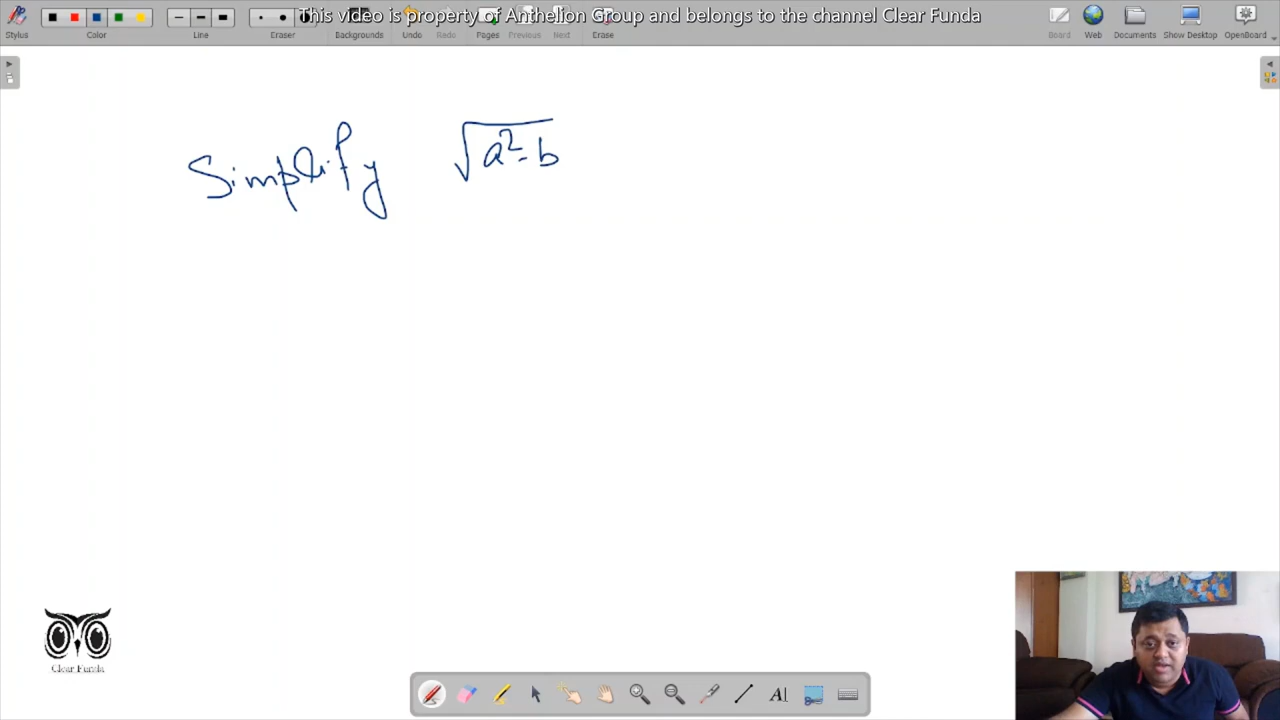 This video is property of Anthelion Group and belongs to the channel Clear Funda
Stylus Color Line Eraser Backgrounds Undo Redo Pages Previous Next Erase Board Web Documents Show Desktop OpenBoard
Simplify √a²-b
Clear Funda
AI